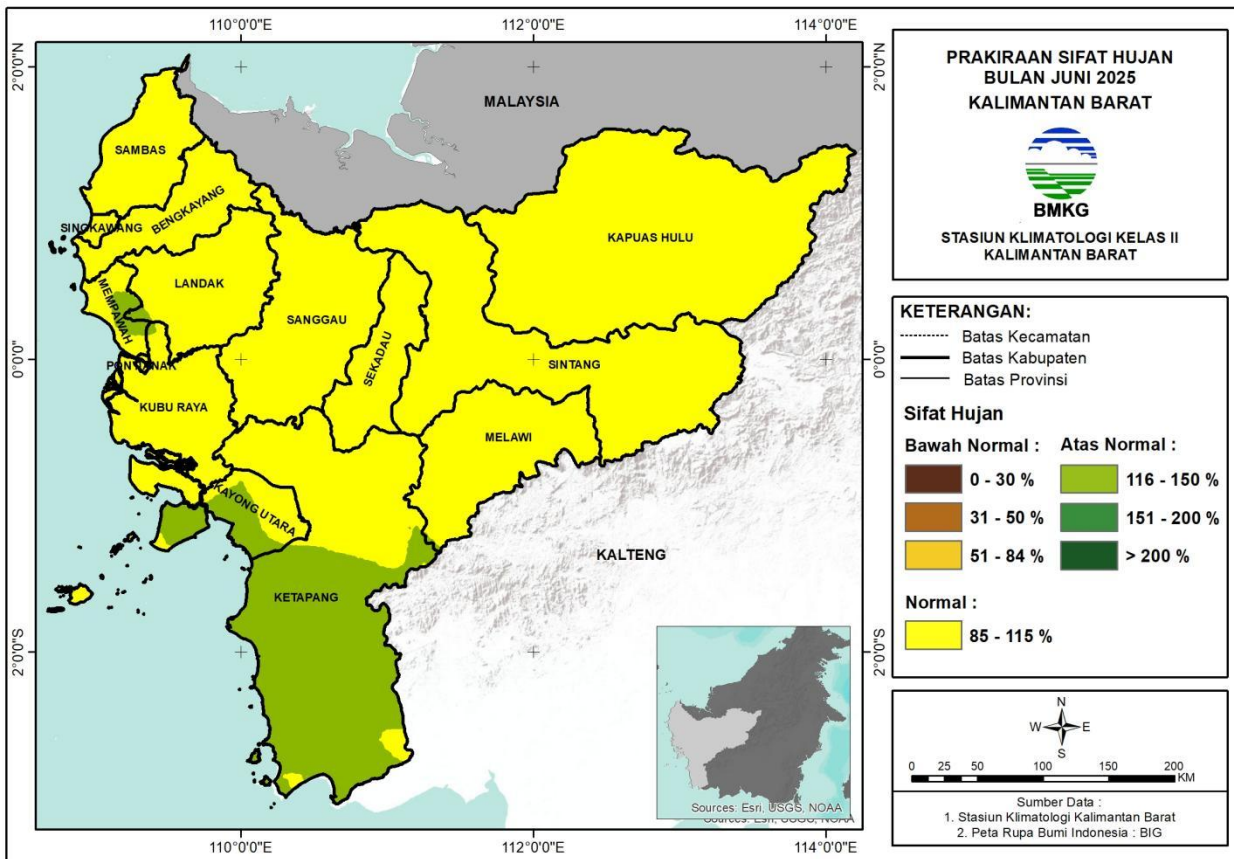 110°0'0"E
112°0'0"E
114°0'0"E
2°0'0"N
2°0'0"N
MALAYSIA
SAMBAS
BENGKAYANG
SINGKAWANG
KAPUAS HULU
LANDAK
MEMPAWAH
SANGGAU
SEKADAU
0°0'0"
0°0'0"
PONTIANAK
SINTANG
KUBU RAYA
MELAWI
KAYONG UTARA
KALTENG
KETAPANG
2°0'0"S
2°0'0"S
Sources: Esri, USGS, NOAA
Sources: Esri, USGS, NOAA
110°0'0"E
112°0'0"E
114°0'0"E
PRAKIRAAN SIFAT HUJAN
BULAN JUNI 2025
KALIMANTAN BARAT
BMKG
STASIUN KLIMATOLOGI KELAS II
KALIMANTAN BARAT
KETERANGAN:
Batas Kecamatan
Batas Kabupaten
Batas Provinsi
Sifat Hujan
Bawah Normal : Atas Normal :
0 - 30 % 116 - 150 %
31 - 50 % 151 - 200 %
51 - 84 % > 200 %
Normal :
85 - 115 %
N
W E
S
0 25 50 100 150 200
KM
Sumber Data :
1. Stasiun Klimatologi Kalimantan Barat
2. Peta Rupa Bumi Indonesia : BIG